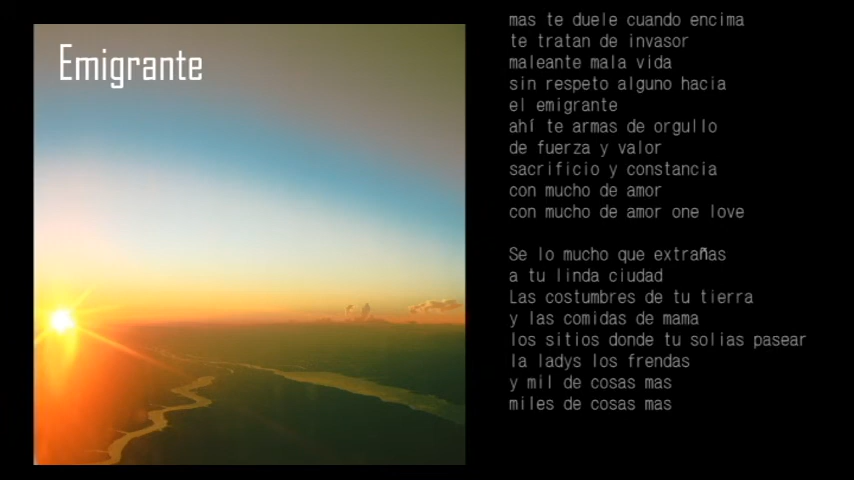 Emigrante
mas te duele cuando encima
te tratan de invasor
maleante mala vida
sin respeto alguno hacia
el emigrante
ahí te armas de orgullo
de fuerza y valor
sacrificio y constancia
con mucho de amor
con mucho de amor one love
Se lo mucho que extrañas
a tu linda ciudad
Las costumbres de tu tierra
y las comidas de mama
los sitios donde tu solias pasear
la ladys los frendas
y mil de cosas mas
miles de cosas mas